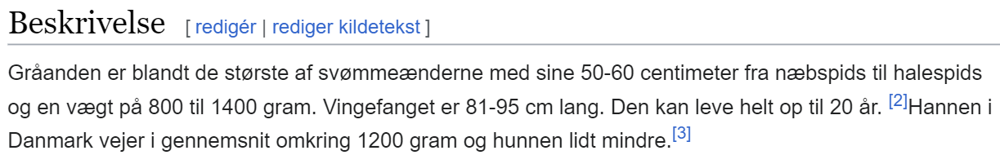 Beskrivelse [ redigér | rediger kildetekst ]
Gråanden er blandt de største af svømmeænderne med sine 50-60 centimeter fra næbspids til halespids
og en vægt på 800 til 1400 gram. Vingefanget er 81-95 cm lang. Den kan leve helt op til 20 år. [2]Hannen i
Danmark vejer i gennemsnit omkring 1200 gram og hunnen lidt mindre.[3]